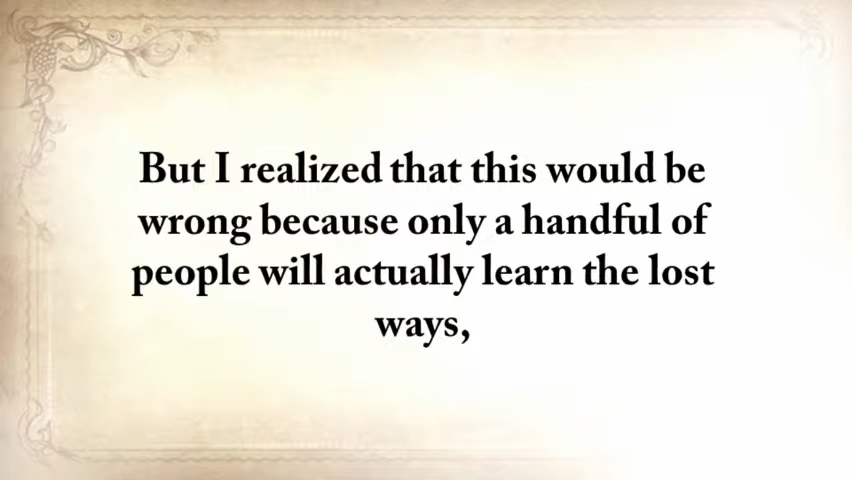 But I realized that this would be
wrong because only a handful of
people will actually learn the lost
ways,